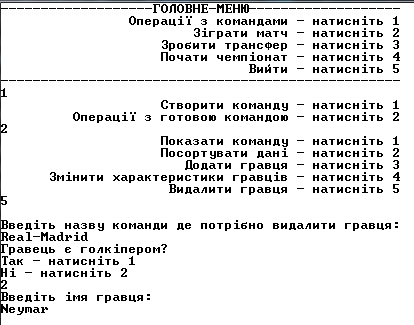 ГОЛОВНЕ МЕНЮ
Операції з командами - натисніть 1
Зіграти матч - натисніть 2
Зробити трансфер - натисніть 3
Почати чемпіонат - натисніть 4
Вийти - натисніть 5
1
Створити команду - натисніть 1
Операції з готовою командою - натисніть 2
2
Показати команду - натисніть 1
Посортувати дані - натисніть 2
Додати гравця - натисніть 3
Змінити характеристики гравців - натисніть 4
Видалити гравця - натисніть 5
5
Введіть назву команди де потрібно видалити гравця:
Real-Madrid
Гравець є голкіпером?
Так - натисніть 1
Ні - натисніть 2
2
Введіть імя гравця:
Neymar